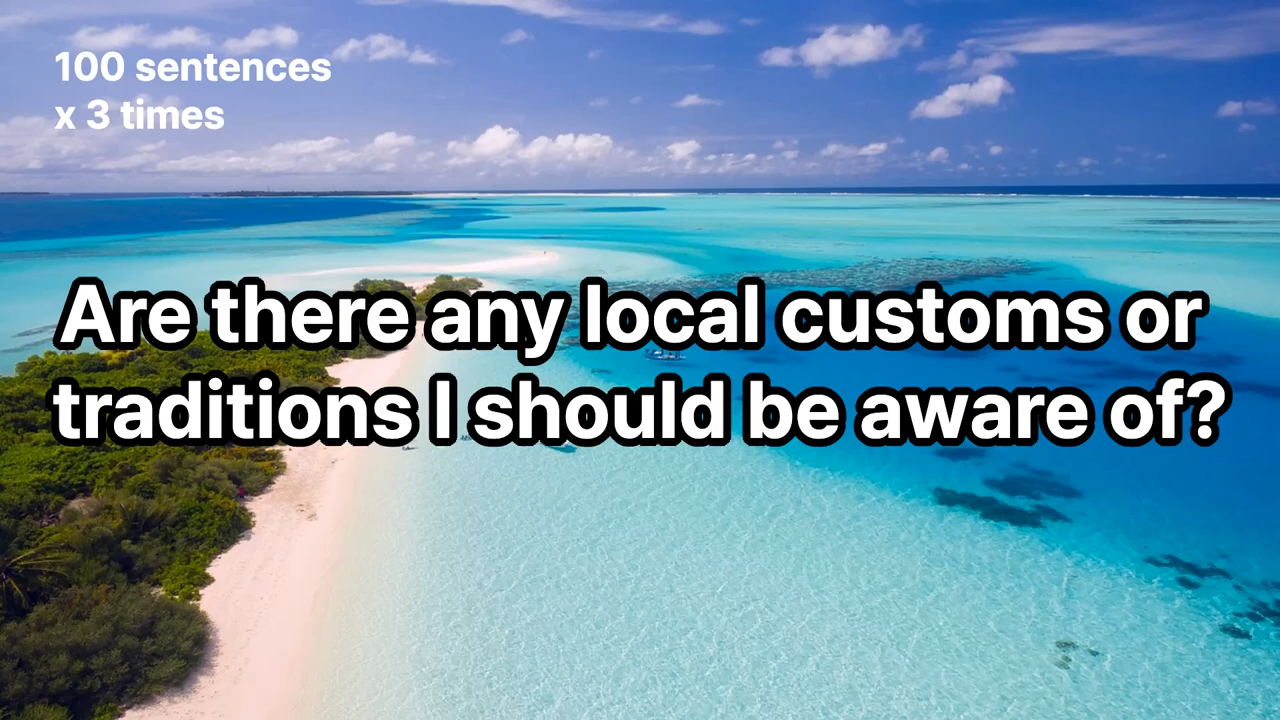 100 sentences
x 3 times
Are there any local customs or
traditions I should be aware of?